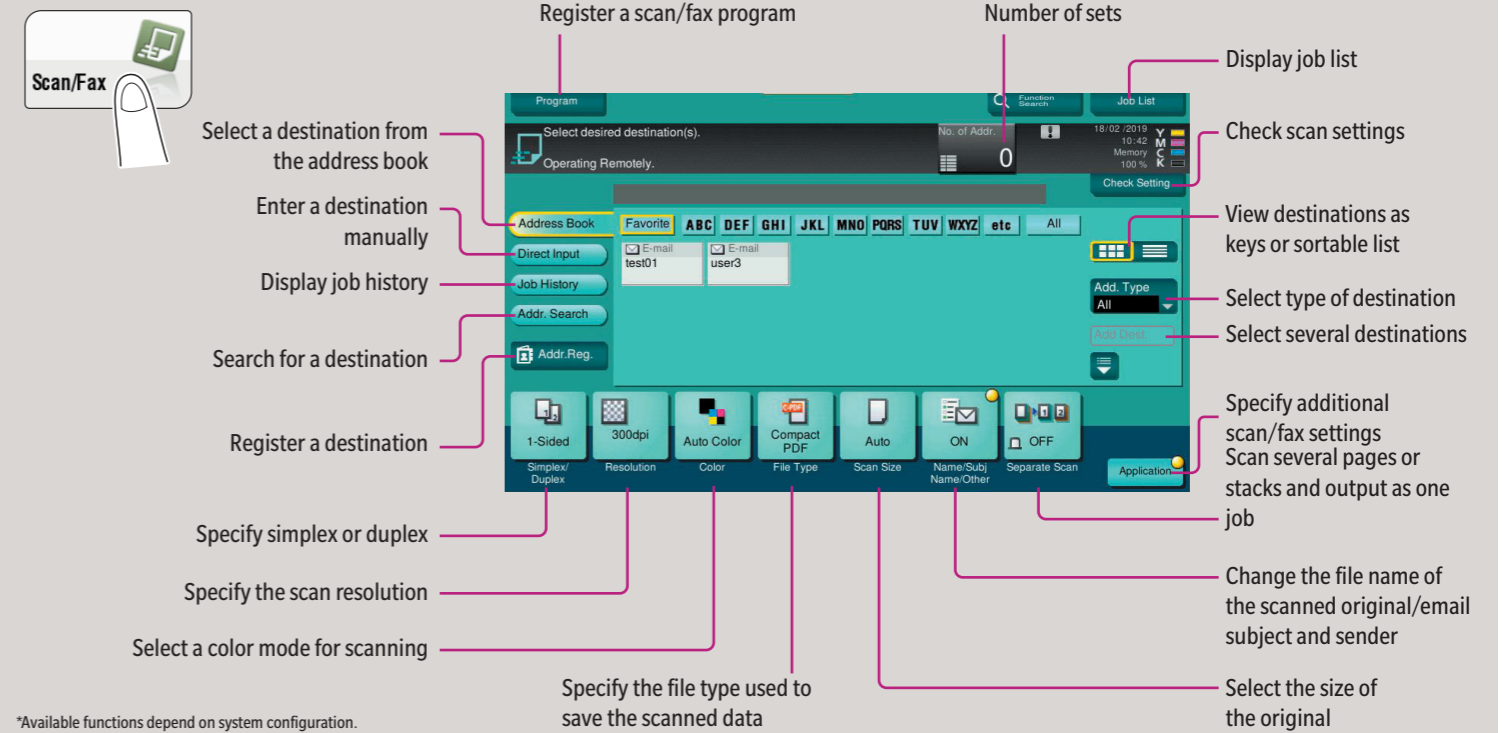 Register a scan/fax program
Number of sets
Scan/Fax
Display job list
Select a destination from
the address book
Check scan settings
Enter a destination
manually
View destinations as
keys or sortable list
Display job history
Select type of destination
Select several destinations
Search for a destination
Register a destination
Specify additional
scan/fax settings
Scan several pages or
stacks and output as one
job
Specify simplex or duplex
Specify the scan resolution
Change the file name of
the scanned original/email
subject and sender
Select a color mode for scanning
Specify the file type used to
save the scanned data
Select the size of
the original
*Available functions depend on system configuration.
Program
Function
Search
Job List
Select desired destination(s).
Operating Remotely.
No. of Addr.
0
18/02 /2019
10:42
Memory
100 %
Y
M
C
K
Check Setting
Address Book
Favorite ABC DEF GHI JKL MNO PQRS TUV WXYZ etc All
Direct Input
E-mail
test01
E-mail
user3
Job History
Addr. Search
Addr.Reg.
Add. Type
All
Add Dest.
1 2
1-Sided
300dpi
Auto Color
C-PDF
Compact
PDF
Auto
ON
1 2
OFF
Simplex/
Duplex
Resolution
Color
File Type
Scan Size
Name/Subj
Name/Other
Separate Scan
Application